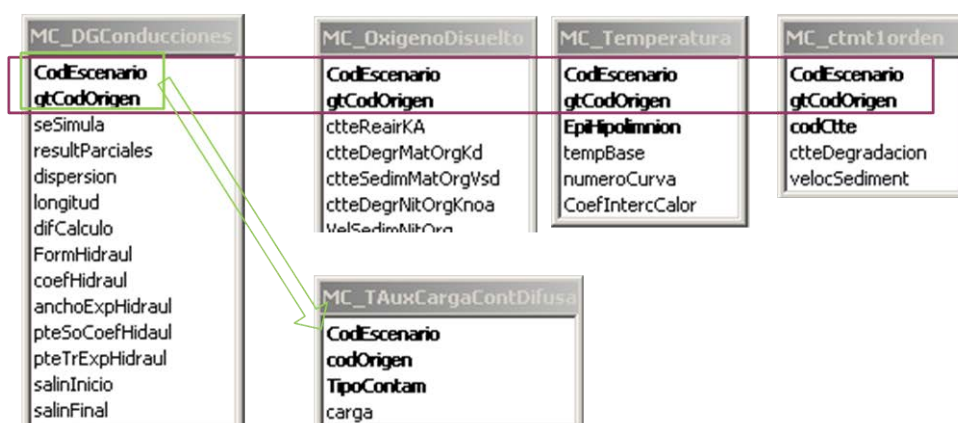 MC_DGConducciones
CodEscenario
gtCodOrigen
seSimula
resultParciales
dispersion
longitud
difCalculo
FormHidraul
coefHidraul
anchoExpHidraul
pteSoCoefHidaul
pteTrExpHidraul
salinInicio
salinFinal
MC_OxigenoDisuelto
CodEscenario
gtCodOrigen
ctteReairKA
ctteDegrMatOrgKd
ctteSedimMatOrgVsd
ctteDegrNitOrgKnoa
VelSedimNitOrg
MC_Temperatura
CodEscenario
gtCodOrigen
EpiHipolimnion
tempBase
numeroCurva
CoefIntercCalor
MC_ctmt1orden
CodEscenario
gtCodOrigen
codCtte
ctteDegradacion
velocSediment
MC_TAuxCargaContDifusa
CodEscenario
codOrigen
TipoContam
carga